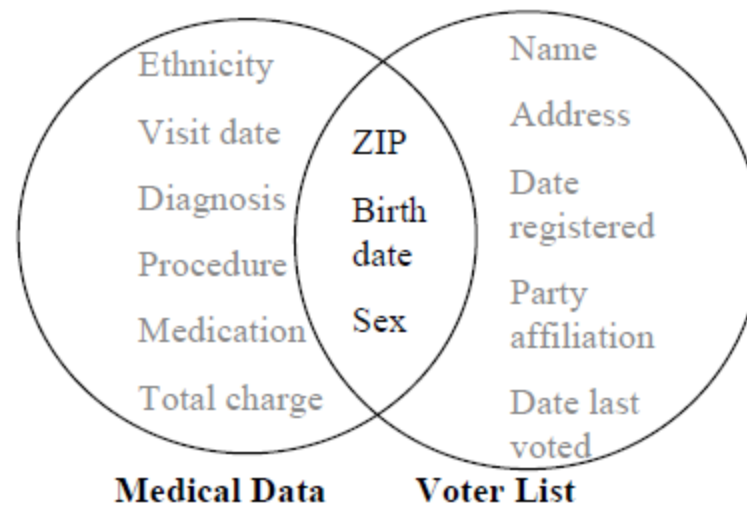 Ethnicity
Visit date
Diagnosis
Procedure
Medication
Total charge
ZIP
Birth
date
Sex
Name
Address
Date
registered
Party
affiliation
Date last
voted
Medical Data
Voter List